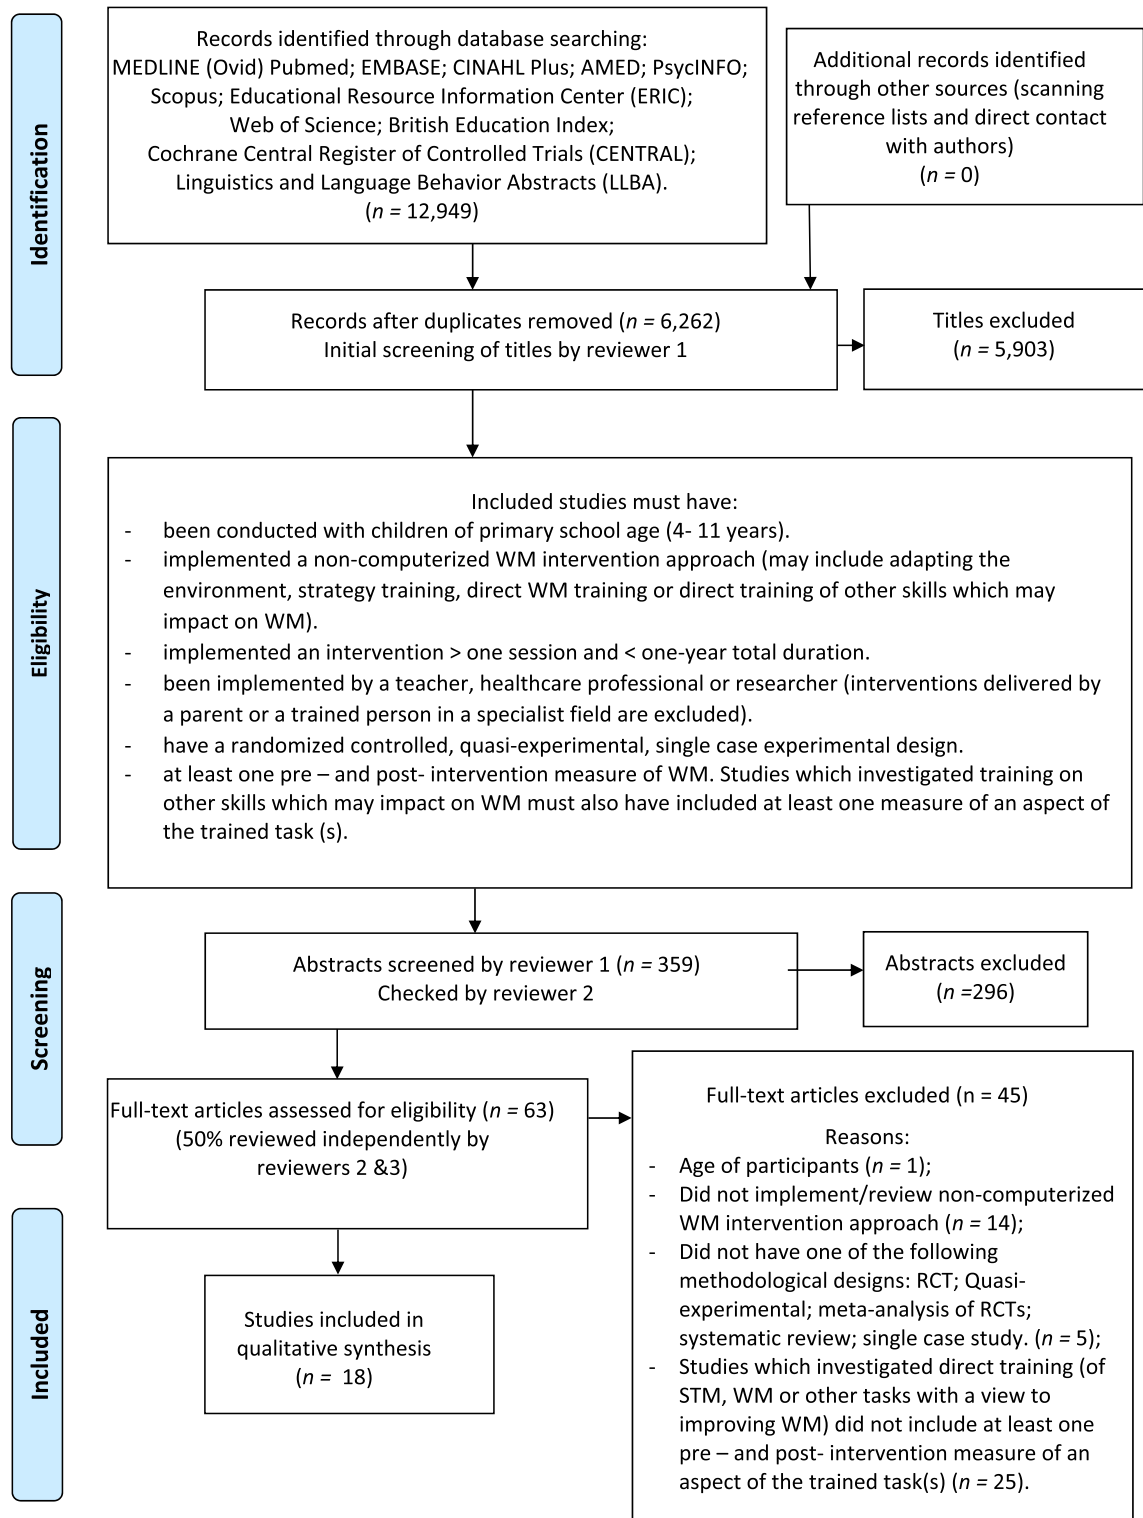 Identification
Records identified through database searching:
MEDLINE (Ovid) Pubmed; EMBASE; CINAHL Plus; AMED; PsycINFO;
Scopus; Educational Resource Information Center (ERIC);
Web of Science; British Education Index;
Cochrane Central Register of Controlled Trials (CENTRAL);
Linguistics and Language Behavior Abstracts (LLBA).
(n = 12,949)
Additional records identified
through other sources (scanning
reference lists and direct contact
with authors)
(n = 0)
Records after duplicates removed (n = 6,262)
Initial screening of titles by reviewer 1
Titles excluded
(n = 5,903)
Eligibility
Included studies must have:
- been conducted with children of primary school age (4- 11 years).
- implemented a non-computerized WM intervention approach (may include adapting the
environment, strategy training, direct WM training or direct training of other skills which may
impact on WM).
- implemented an intervention > one session and < one-year total duration.
- been implemented by a teacher, healthcare professional or researcher (interventions delivered by
a parent or a trained person in a specialist field are excluded).
- have a randomized controlled, quasi-experimental, single case experimental design.
- at least one pre – and post- intervention measure of WM. Studies which investigated training on
other skills which may impact on WM must also have included at least one measure of an aspect of
the trained task (s).
Screening
Abstracts screened by reviewer 1 (n = 359)
Checked by reviewer 2
Abstracts excluded
(n =296)
Full-text articles assessed for eligibility (n = 63)
(50% reviewed independently by
reviewers 2 &3)
Full-text articles excluded (n = 45)
Reasons:
- Age of participants (n = 1);
- Did not implement/review non-computerized
WM intervention approach (n = 14);
- Did not have one of the following
methodological designs: RCT; Quasi-
experimental; meta-analysis of RCTs;
systematic review; single case study. (n = 5);
- Studies which investigated direct training (of
STM, WM or other tasks with a view to
improving WM) did not include at least one
pre – and post- intervention measure of an
aspect of the trained task(s) (n = 25).
Included
Studies included in
qualitative synthesis
(n = 18)